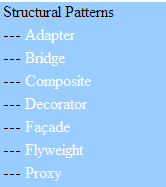 Structural Patterns
--- Adapter
--- Bridge
--- Composite
--- Decorator
--- Façade
--- Flyweight
--- Proxy